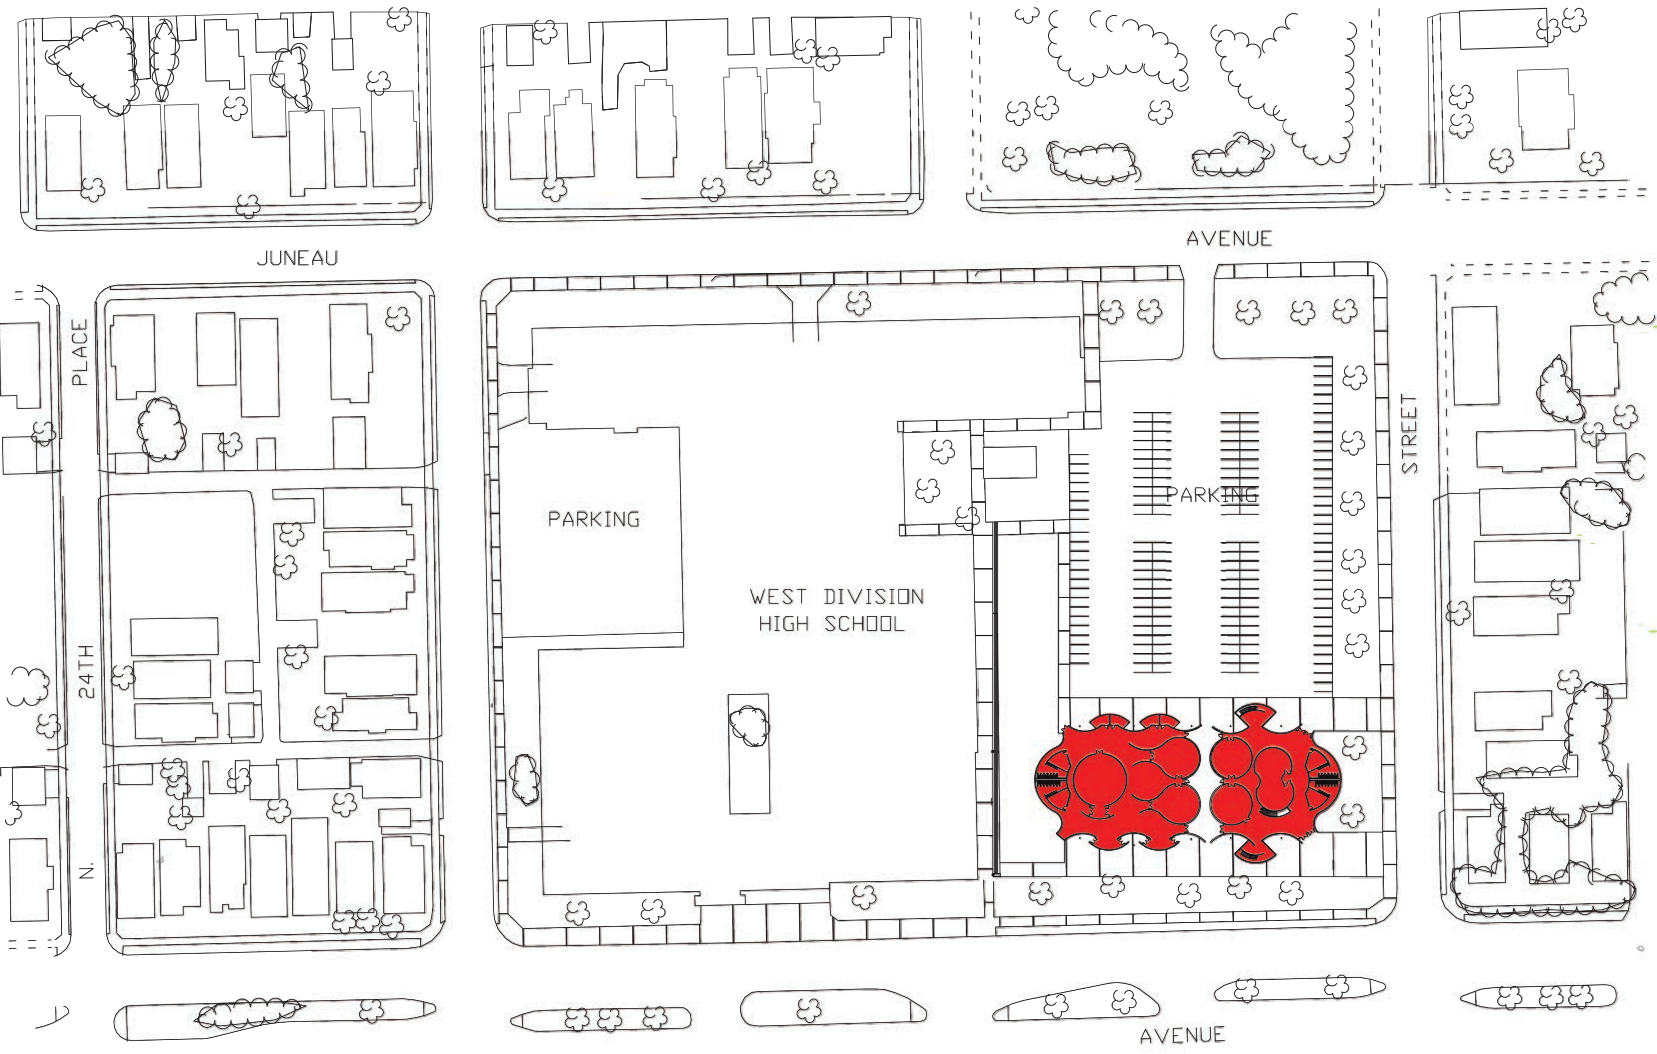 AVENUE
JUNEAU
PLACE
STREET
PARKING
PARKING
WEST DIVISION
HIGH SCHOOL
24TH
N.
AVENUE